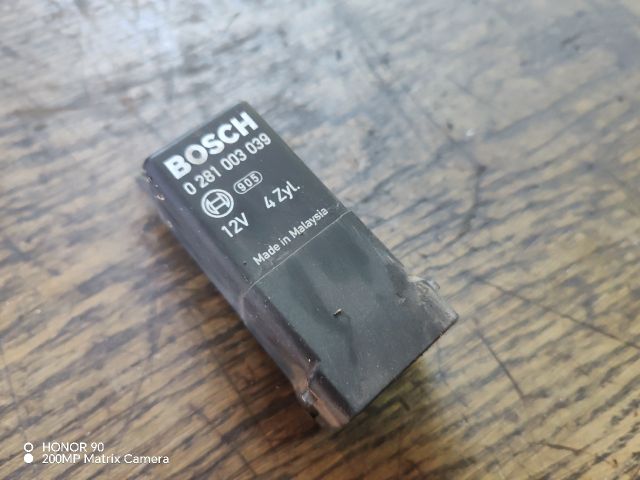 BOSCH
0 281 003 039
905
12V 4 Zyl.
Made in Malaysia
HONOR 90
200MP Matrix Camera